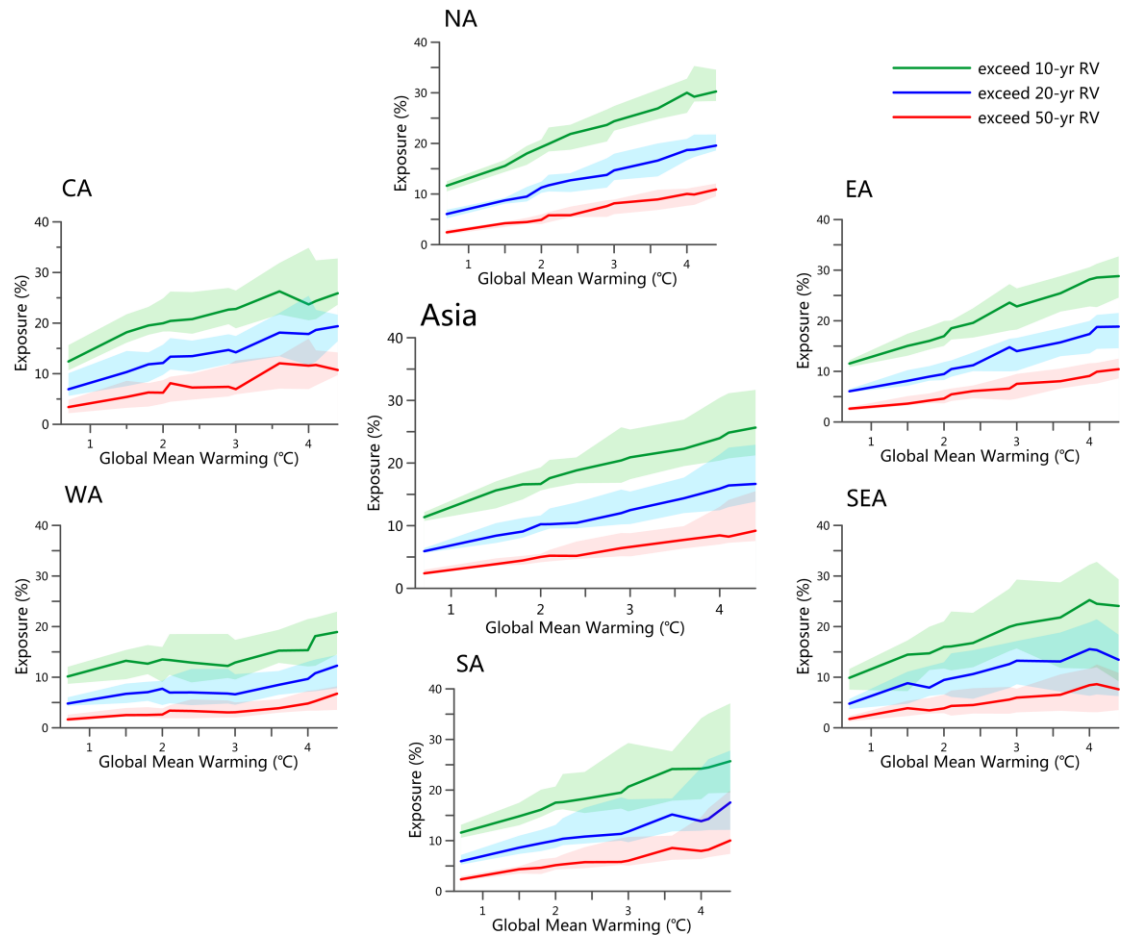 NA
40
30
20
10
0
Exposure (%)
1 2 3 4
Global Mean Warming (℃)
exceed 10-yr RV
exceed 20-yr RV
exceed 50-yr RV
CA
40
30
20
10
0
Exposure (%)
1 2 3 4
Global Mean Warming (℃)
EA
40
30
20
10
0
Exposure (%)
1 2 3 4
Global Mean Warming (℃)
Asia
40
30
20
10
0
Exposure (%)
1 2 3 4
Global Mean Warming (℃)
WA
40
30
20
10
0
Exposure (%)
1 2 3 4
Global Mean Warming (℃)
SEA
40
30
20
10
0
Exposure (%)
1 2 3 4
Global Mean Warming (℃)
SA
40
30
20
10
0
Exposure (%)
1 2 3 4
Global Mean Warming (℃)